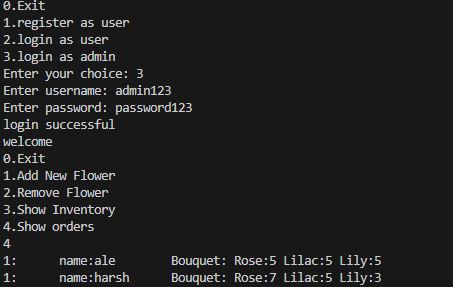 0.Exit
1.register as user
2.login as user
3.login as admin
Enter your choice: 3
Enter username: admin123
Enter password: password123
login successful
welcome
0.Exit
1.Add New Flower
2.Remove Flower
3.Show Inventory
4.Show orders
4
1:      name:ale        Bouquet: Rose:5 Lilac:5 Lily:5
1:      name:harsh      Bouquet: Rose:7 Lilac:5 Lily:3